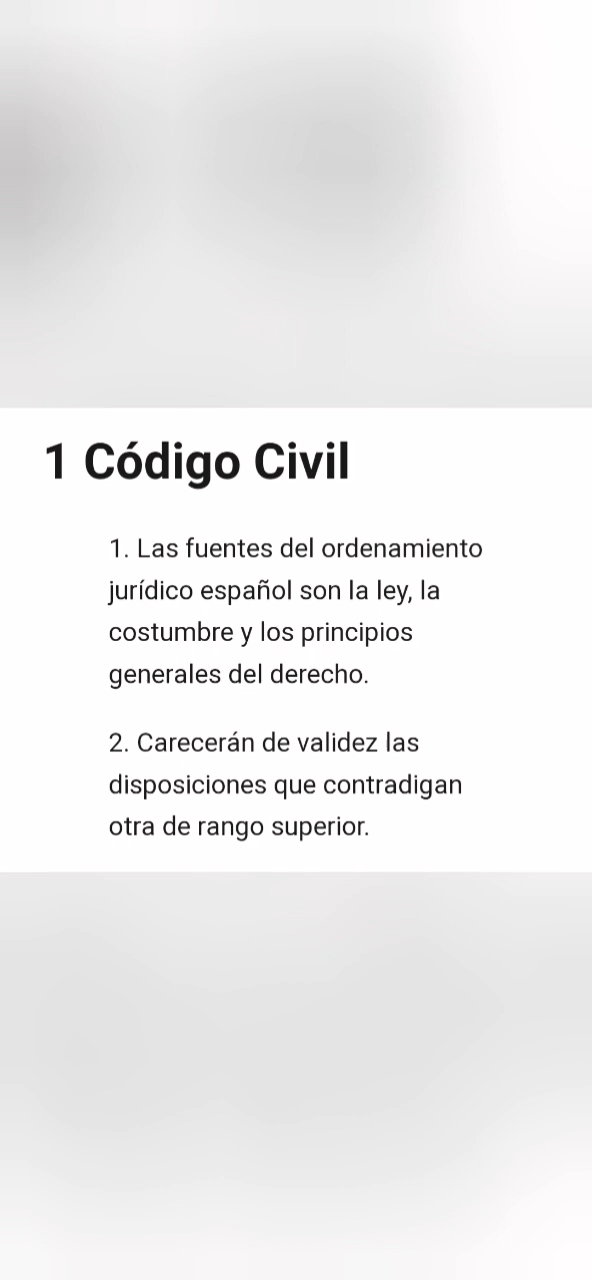 1 Código Civil
1. Las fuentes del ordenamiento
jurídico español son la ley, la
costumbre y los principios
generales del derecho.
2. Carecerán de validez las
disposiciones que contradigan
otra de rango superior.